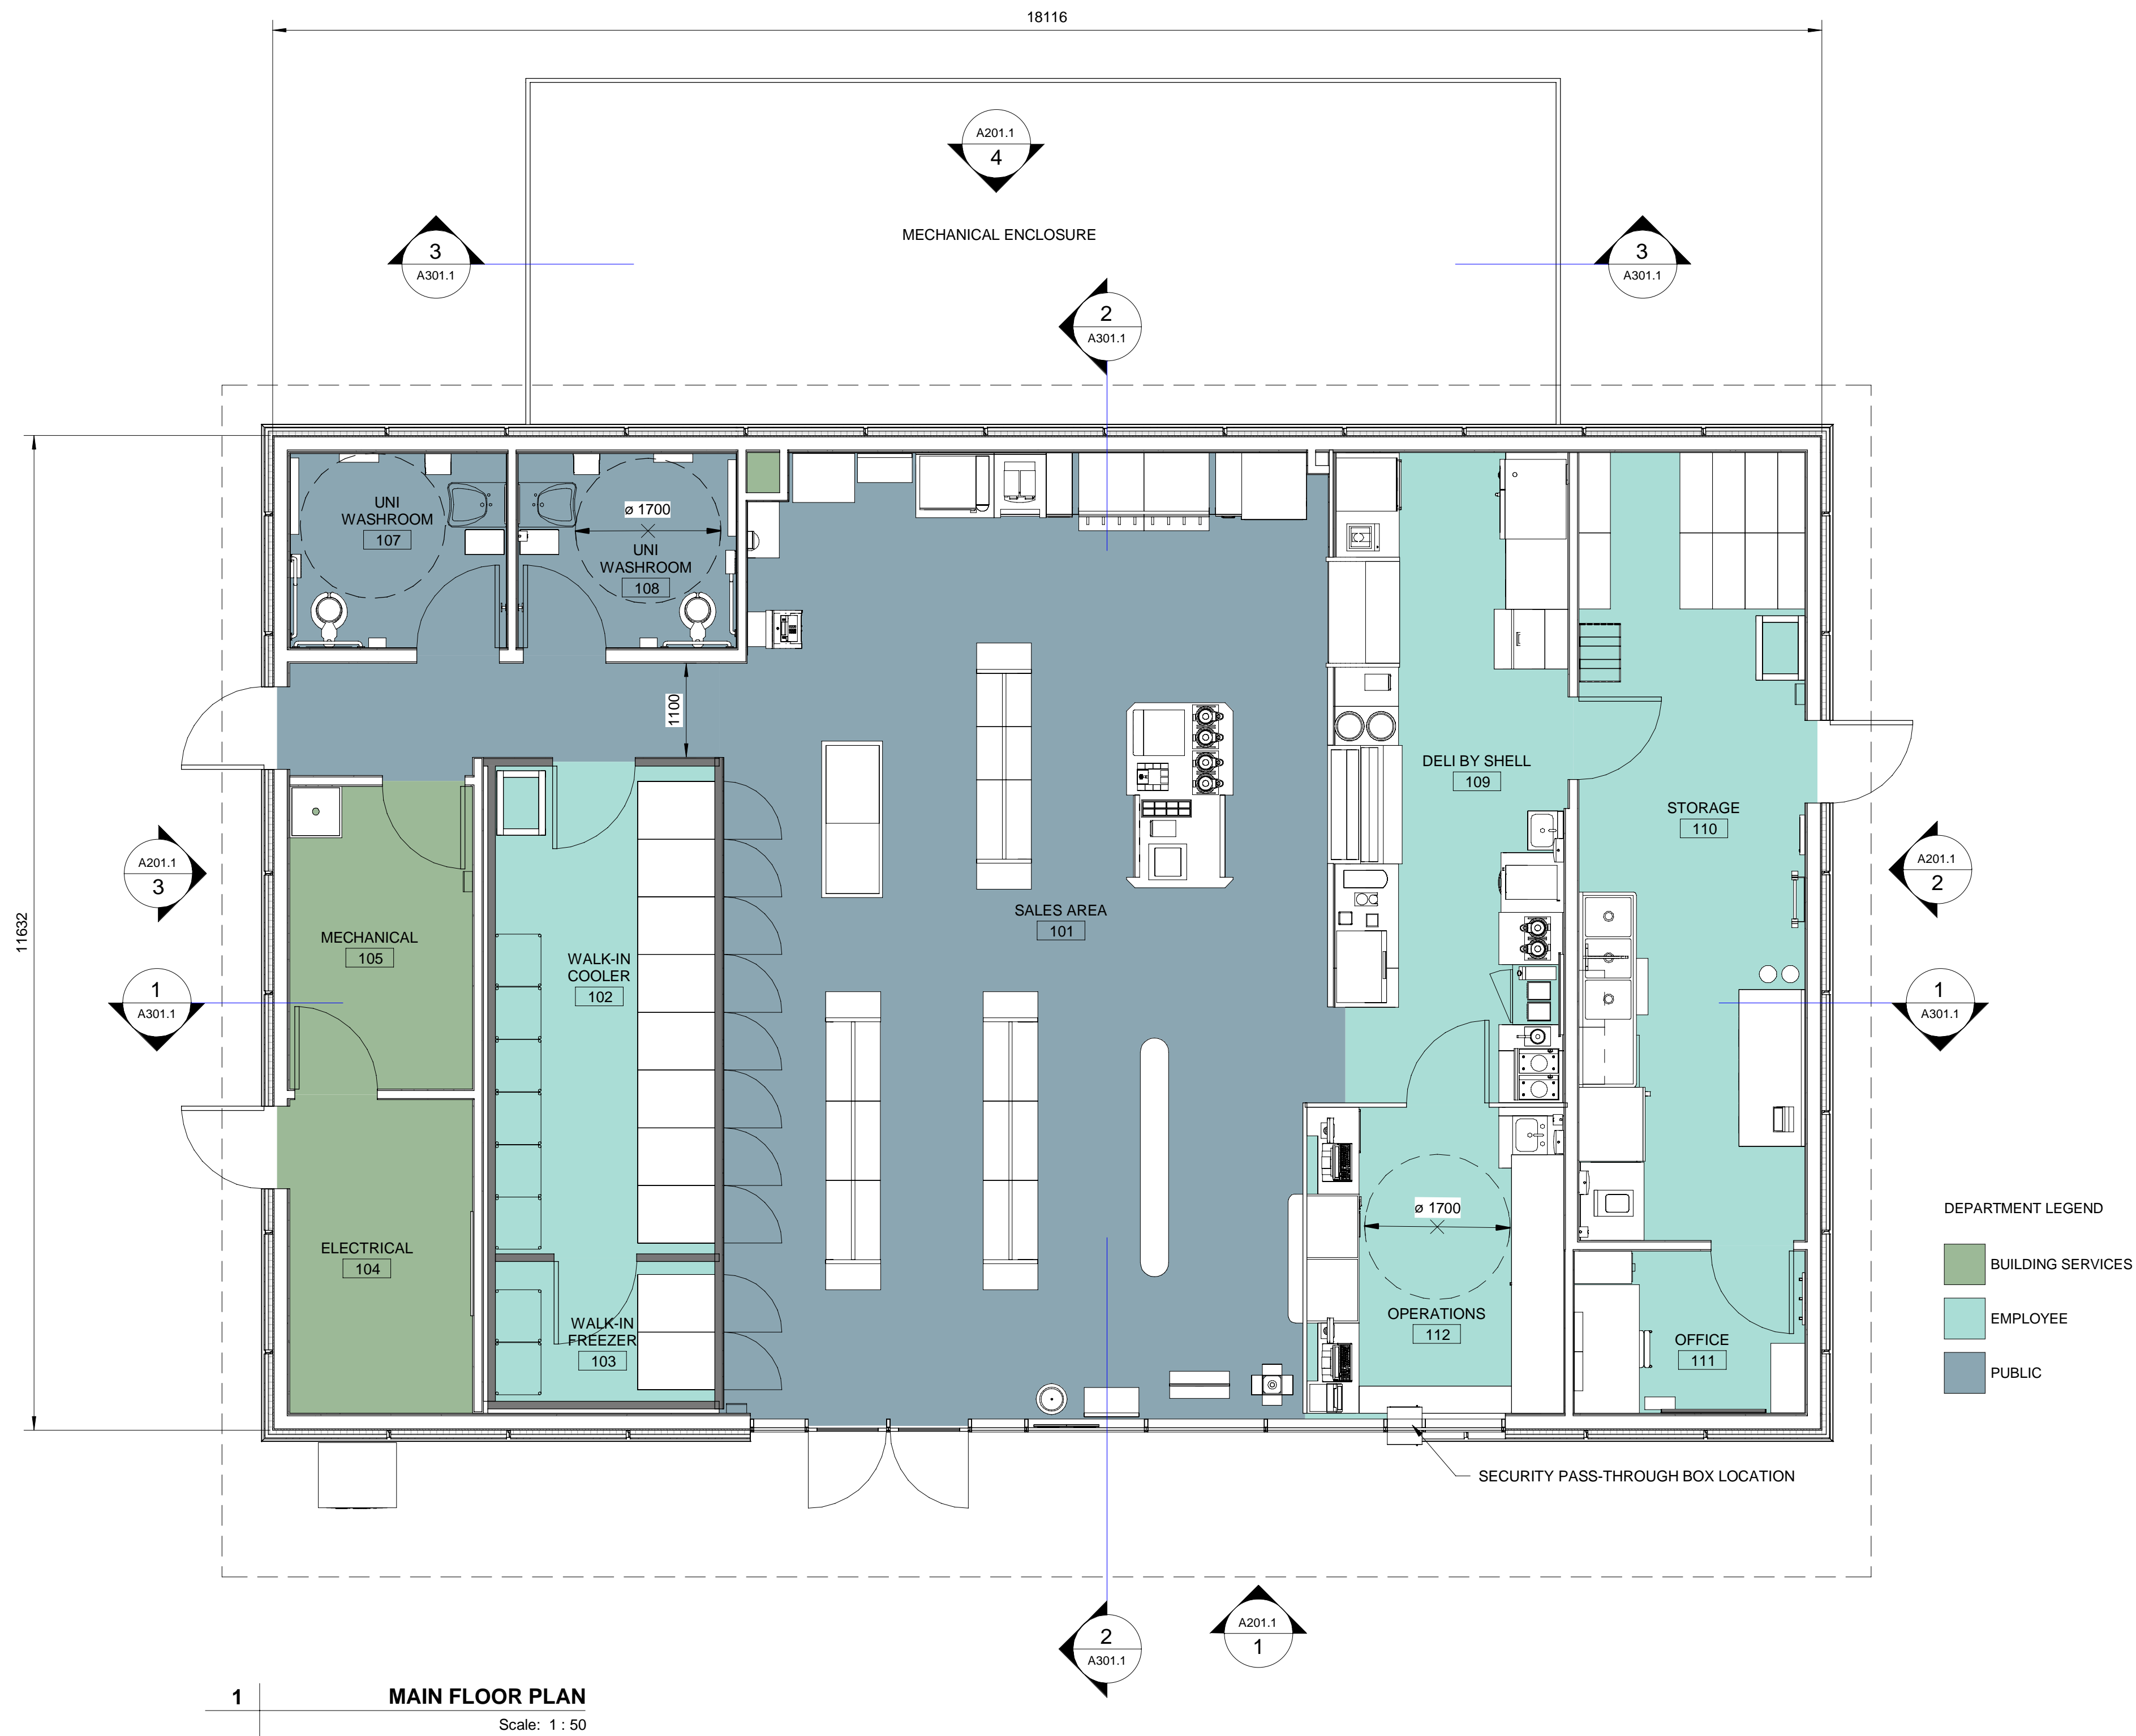 18116
A201.1
4
MECHANICAL ENCLOSURE
3
A301.1
3
A301.1
2
A301.1
UNI
WASHROOM
107
ø 1700
UNI
WASHROOM
108
1100
11632
DELI BY SHELL
109
STORAGE
110
A201.1
3
A201.1
2
SALES AREA
101
MECHANICAL
105
WALK-IN
COOLER
102
1
A301.1
1
A301.1
ø 1700
DEPARTMENT LEGEND
BUILDING SERVICES
EMPLOYEE
PUBLIC
ELECTRICAL
104
WALK-IN
FREEZER
103
OPERATIONS
112
OFFICE
111
SECURITY PASS-THROUGH BOX LOCATION
2
A301.1
A201.1
1
1
MAIN FLOOR PLAN
Scale: 1 : 50